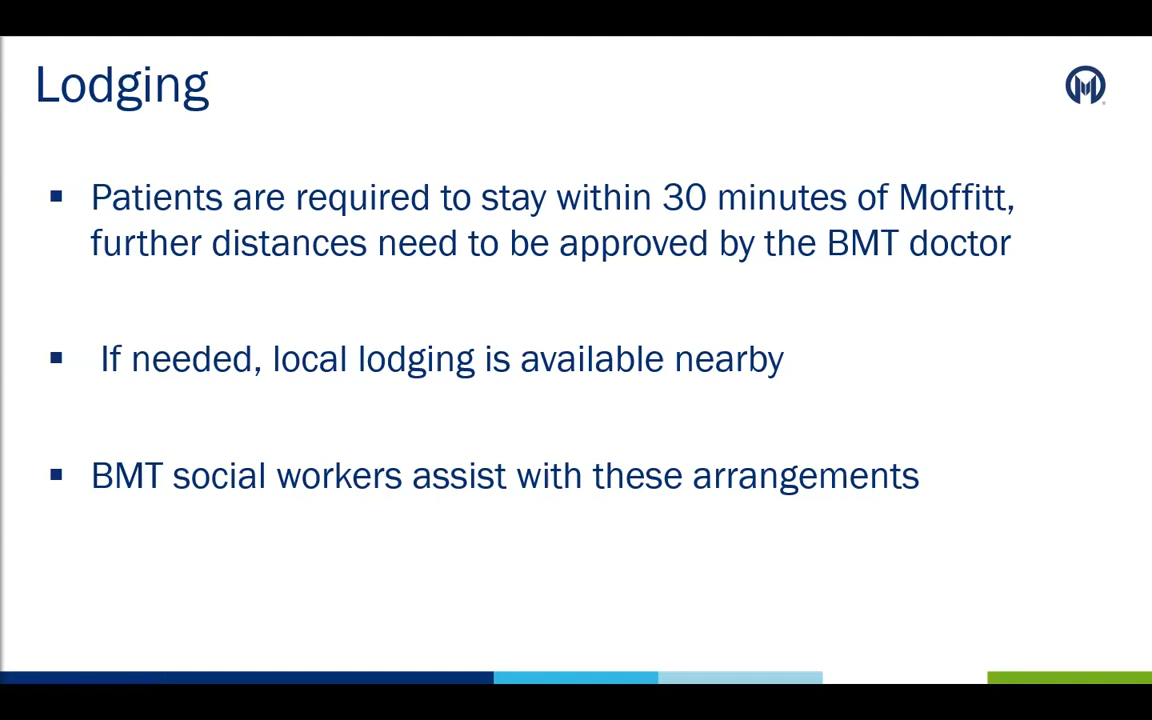 Lodging
▪ Patients are required to stay within 30 minutes of Moffitt,
further distances need to be approved by the BMT doctor
▪ If needed, local lodging is available nearby
▪ BMT social workers assist with these arrangements